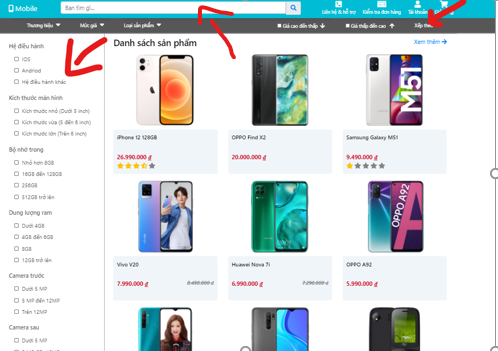 Mobile
Bạn tìm gì...
Liên hệ & hỗ trợ
Kiểm tra đơn hàng
Tài khoản
Thương hiệu
Mức giá
Loại sản phẩm
Giá cao đến thấp
Giá thấp đến cao
Xếp
Hệ điều hành
iOS
Andriod
Hệ điều hành khác
Kích thước màn hình
Kích thước nhỏ (Dưới 5 inch)
Kích thước vừa (5 đến 6 inch)
Kích thước lớn (Trên 6 inch)
Bộ nhớ trong
Nhỏ hơn 8GB
16GB đến 128GB
256GB
512GB trở lên
Dung lượng ram
Dưới 4GB
4GB đến 6GB
8GB
12GB trở lên
Camera trước
Dưới 5 MP
5 MP đến 12MP
Trên 12MP
Camera sau
Dưới 5 MP
Danh sách sản phẩm
Xem thêm
M51
iPhone 12 128GB
OPPO Find X2
Samsung Galaxy M51
26.990.000 ₫
20.000.000 ₫
9.490.000 ₫
OPPO A92
Vivo V20
Huawei Nova 7i
OPPO A92
7.990.000 ₫
8.490.000 ₫
6.990.000 ₫
7.290.000 ₫
5.990.000 ₫